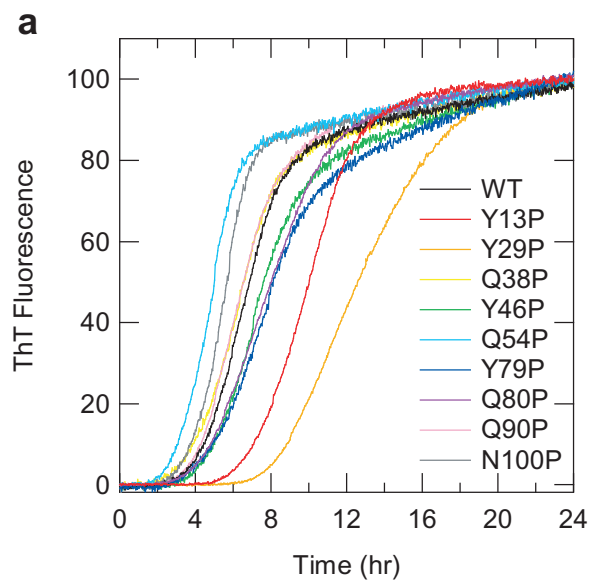 a
100
80
60
40
20
0
ThT Fluorescence
WT
Y13P
Y29P
Q38P
Y46P
Q54P
Y79P
Q80P
Q90P
N100P
0 4 8 12 16 20 24
Time (hr)